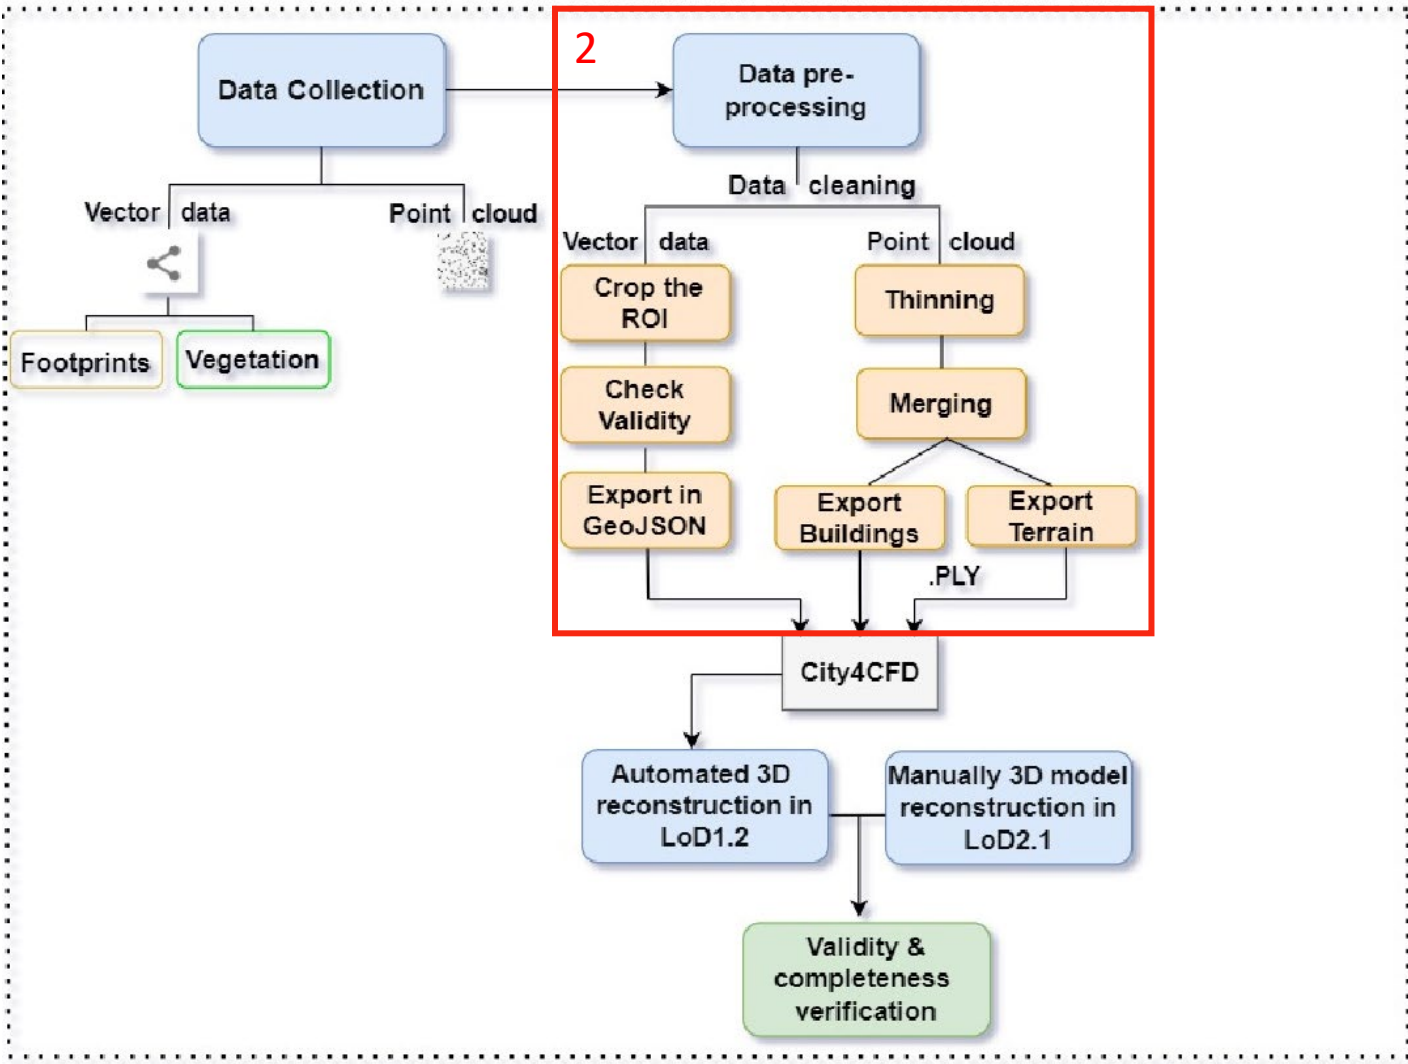 2
Data Collection
Data pre-
processing
Vector data
Point cloud
Footprints
Vegetation
Data cleaning
Vector data
Point cloud
Crop the
ROI
Thinning
Check
Validity
Merging
Export in
GeoJSON
Export
Buildings
Export
Terrain
.PLY
City4CFD
Automated 3D
reconstruction in
LoD1.2
Manually 3D model
reconstruction in
LoD2.1
Validity &
completeness
verification